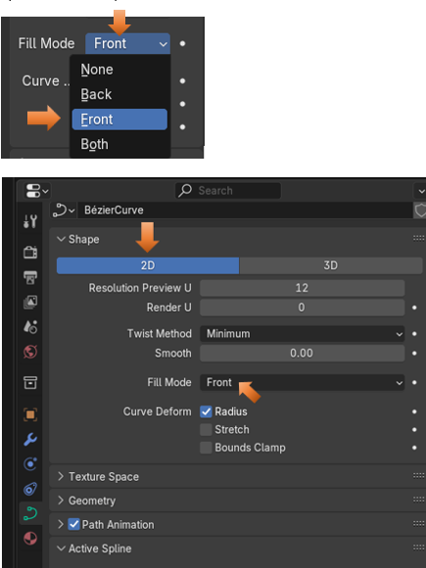 Fill Mode Front
None
Curve ..
Back
Front
Both
Search
BézierCurve
Shape
2D 3D
Resolution Preview U 12
Render U 0
Twist Method Minimum
Smooth 0.00
Fill Mode Front
Curve Deform Radius
Stretch
Bounds Clamp
Texture Space
Geometry
Path Animation
Active Spline